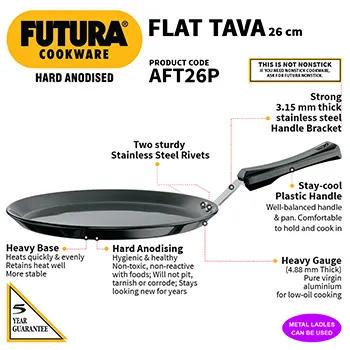 FUTURA®
COOKWARE
HARD ANODISED
FLAT TAVA 26 cm
PRODUCT CODE
AFT26P
THIS IS NOT NONSTICK
IF YOU NEED NONSTICK COOKWARE,
ASK FOR FUTURA NONSTICK.
Strong
3.15 mm thick
stainless steel
Handle Bracket
Two sturdy
Stainless Steel Rivets
Stay-cool
Plastic Handle
Well-balanced handle
& pan. Comfortable
to hold and cook in
Heavy Base
Heats quickly & evenly
Retains heat well
More stable
Hard Anodising
Hygienic & healthy
Non-toxic, non-reactive
with foods; Will not pit,
tarnish or corrode; Stays
looking new for years
Heavy Gauge
(4.88 mm Thick)
Pure virgin
aluminium
for low-oil cooking
5
YEAR
GUARANTEE
METAL LADLES
CAN BE USED